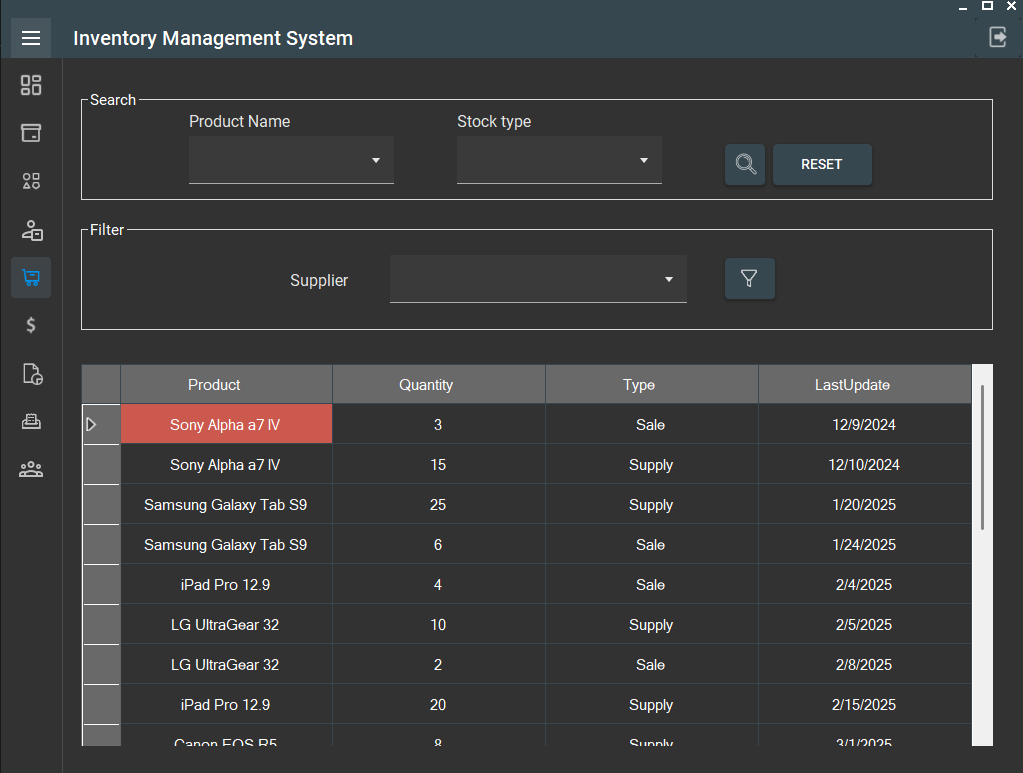 Inventory Management System
Search
Product Name Stock type
RESET
Filter
Supplier
Product Quantity Type LastUpdate
Sony Alpha a7 IV 3 Sale 12/9/2024
Sony Alpha a7 IV 15 Supply 12/10/2024
Samsung Galaxy Tab S9 25 Supply 1/20/2025
Samsung Galaxy Tab S9 6 Sale 1/24/2025
iPad Pro 12.9 4 Sale 2/4/2025
LG UltraGear 32 10 Supply 2/5/2025
LG UltraGear 32 2 Sale 2/8/2025
iPad Pro 12.9 20 Supply 2/15/2025
Canon EOS R5 8 Supply 3/1/2025